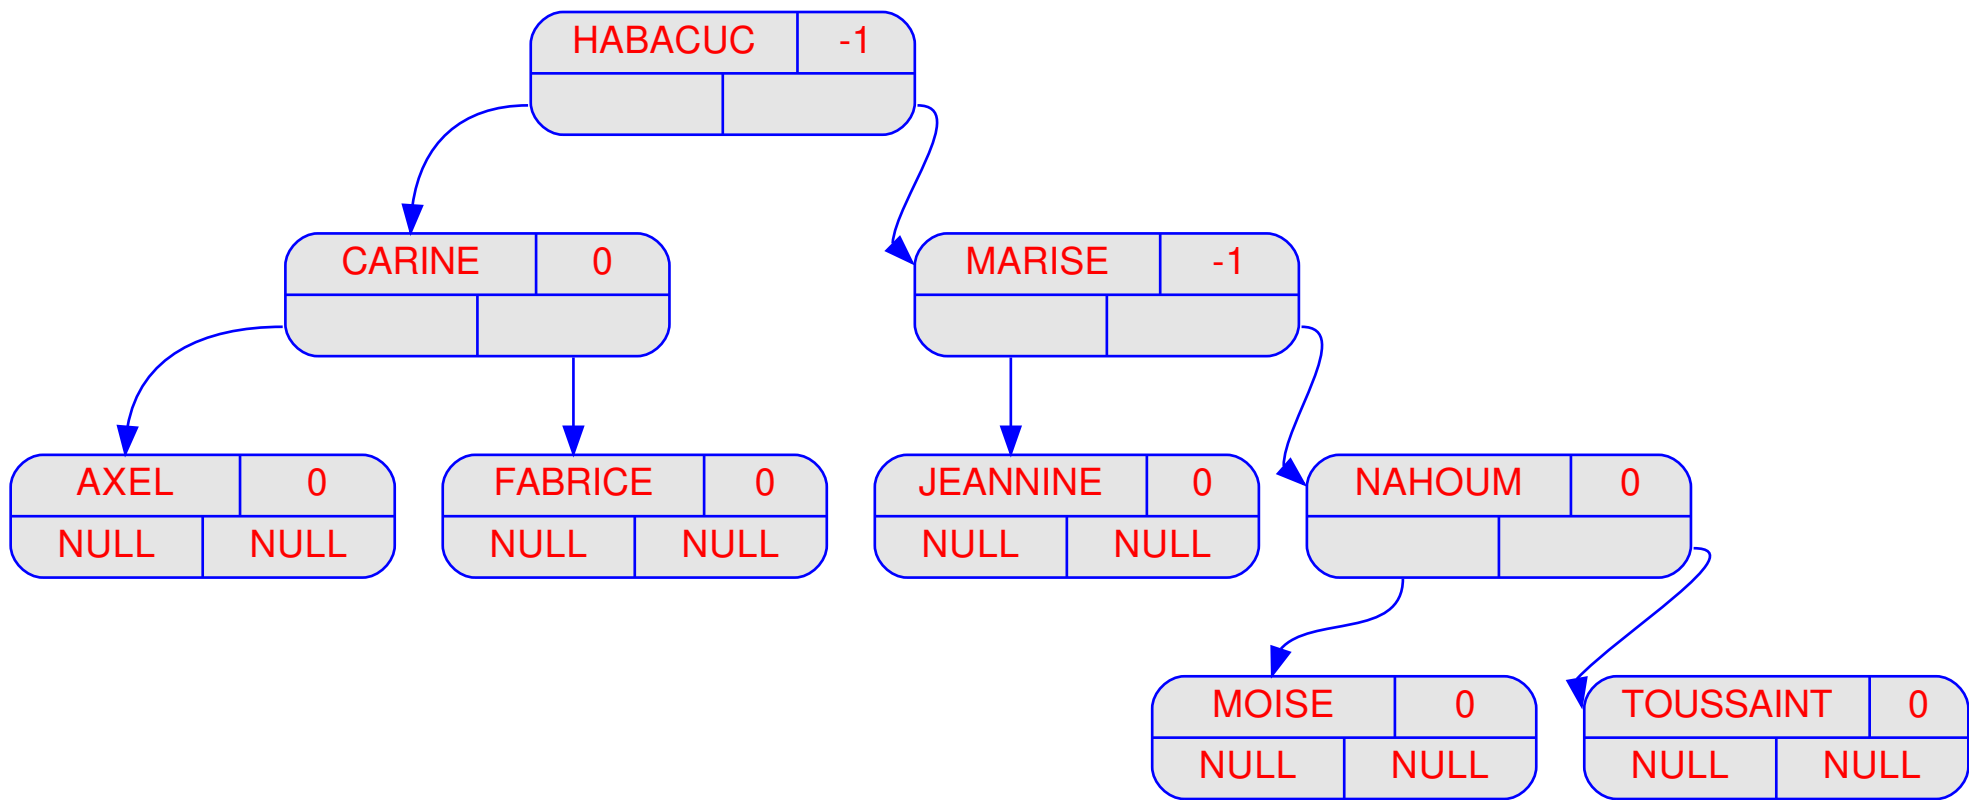 HABACUC -1
CARINE 0
MARISE -1
AXEL 0
FABRICE 0
JEANNINE 0
NAHOUM 0
NULL NULL
NULL NULL
NULL NULL
MOISE 0
TOUSSAINT 0
NULL NULL
NULL NULL